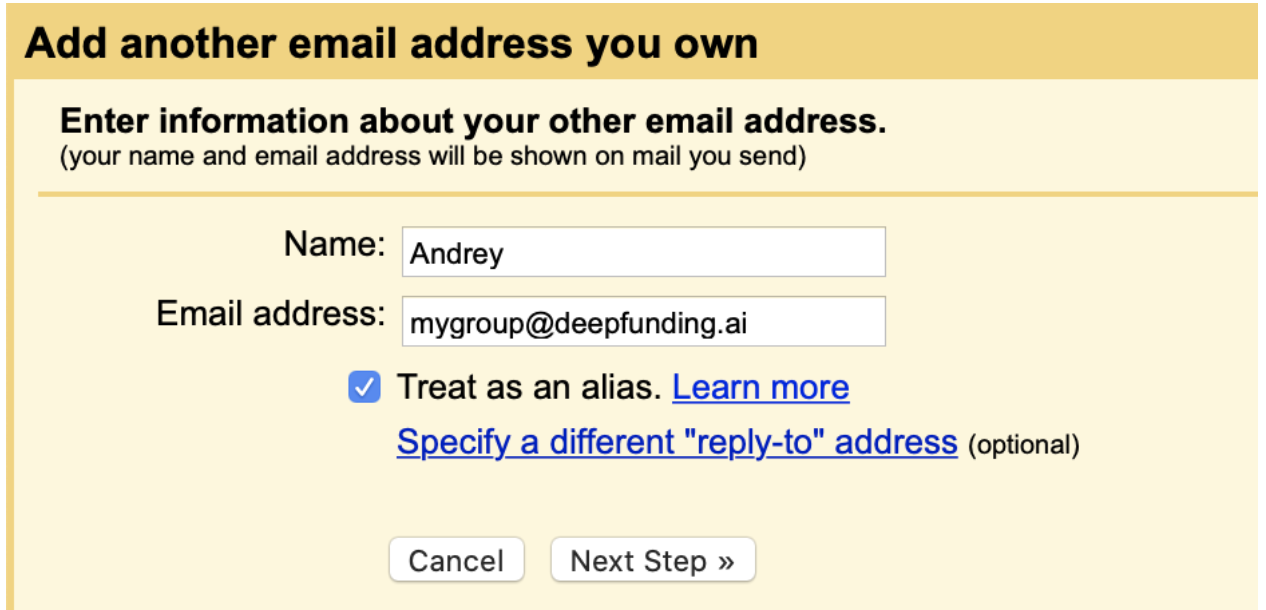 Add another email address you own
Enter information about your other email address.
(your name and email address will be shown on mail you send)
Name: Andrey
Email address: mygroup@deepfunding.ai
Treat as an alias. Learn more
Specify a different "reply-to" address (optional)
Cancel Next Step »